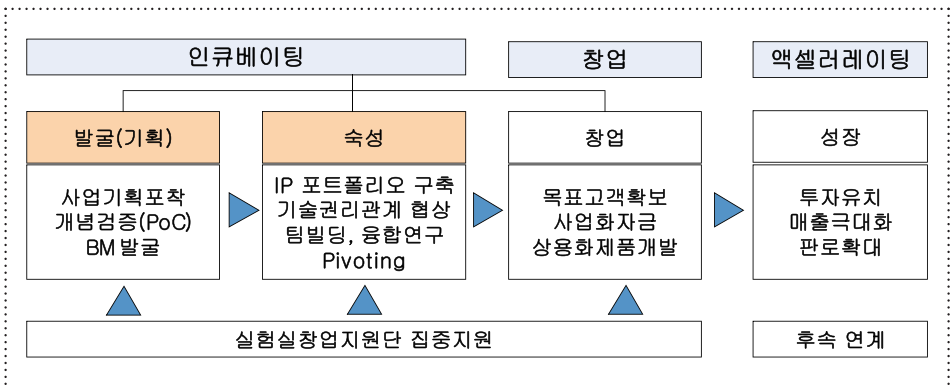 인큐베이팅
창업
액셀러레이팅
발굴(기획)
숙성
창업
성장
사업기획포착
개념검증(PoC)
BM발굴
IP 포트폴리오 구축
기술권리관계 협상
팀빌딩, 융합연구
Pivoting
목표고객확보
사업화자금
상용화제품개발
투자유치
매출극대화
판로확대
실험실창업지원단 집중지원
후속 연계